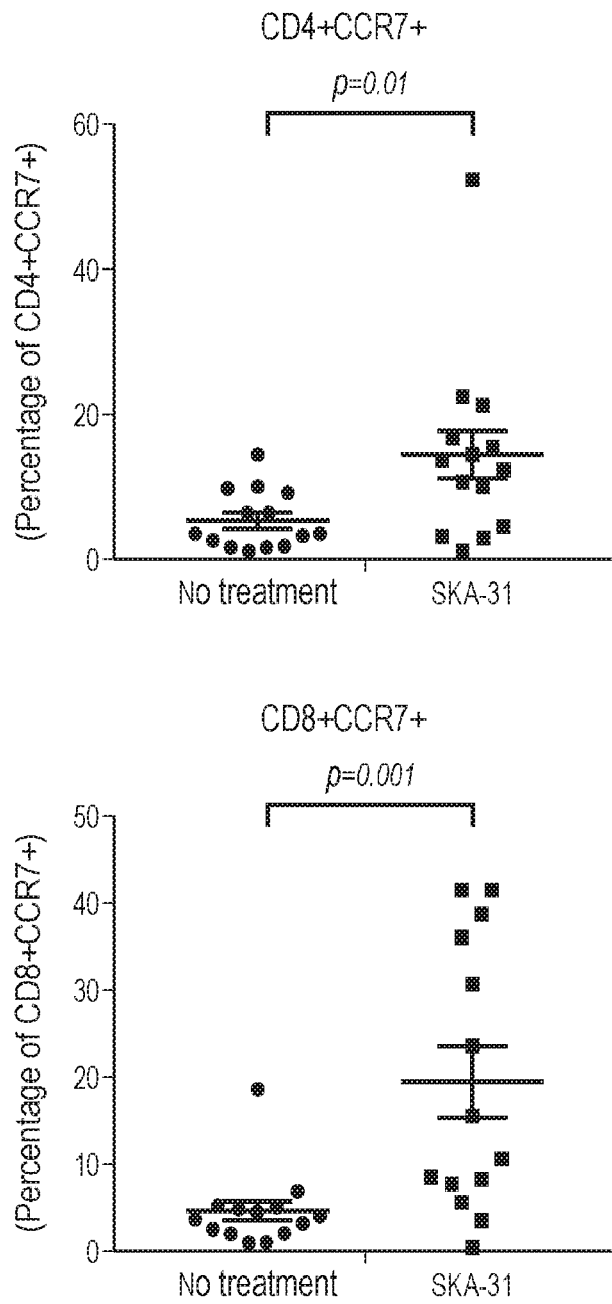 CD4+CCR7+
p=0.01
(Percentage of CD4+CCR7+)
60
40
20
0
No treatment
SKA-31
CD8+CCR7+
p=0.001
(Percentage of CD8+CCR7+)
50
40
30
20
10
0
No treatment
SKA-31